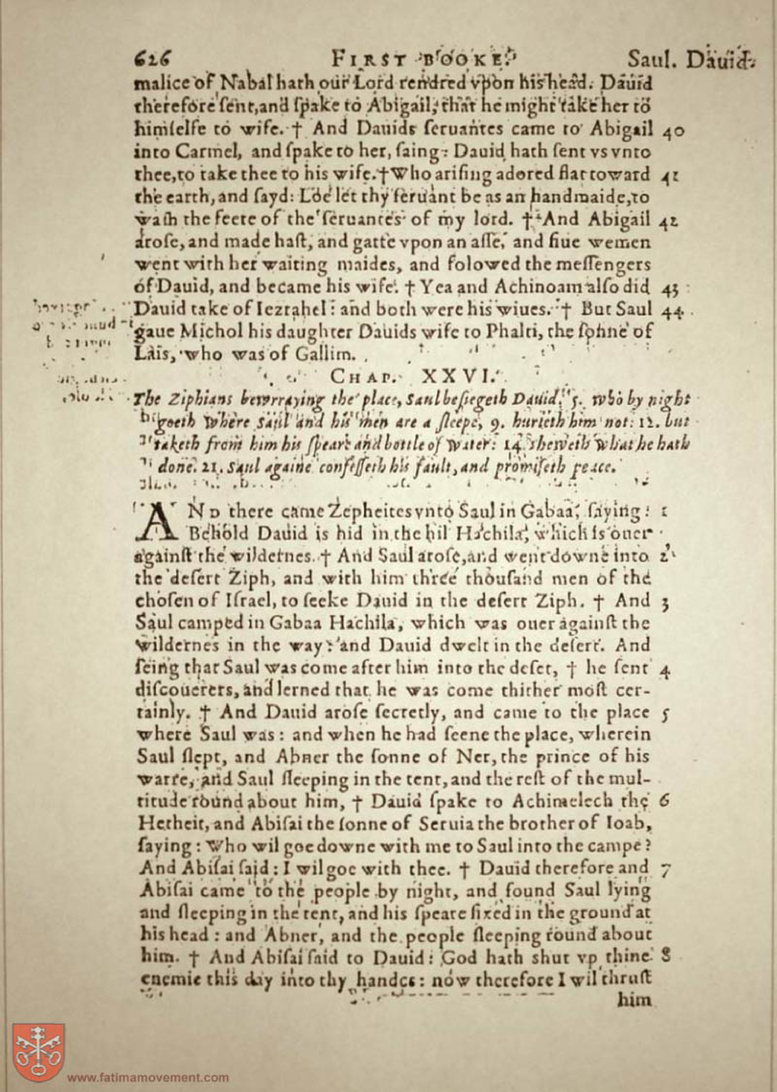 626 FIRST BOOKE Saul. Dauid.
malice of Nabal hath our Lord rendred vpon his head. Dauid
therefore ſent, and ſpake to Abigail, that he might take her to
himſelfe to wife. † And Dauids ſeruantes came to Abigail 40
into Carmel, and ſpake to her, ſaing: Dauid hath ſent vs vnto
thee, to take thee to his wife. † Who ariſing adored flat toward 41
the earth, and ſayd: Loe let thy ſeruant be as an handmaide, to
waſh the feete of the ſeruantes of my lord. † And Abigail 42
aroſe, and made haſt, and gatte vpon an aſſe, and fiue wemen
went with her waiting maides, and folowed the meſſengers
of Dauid, and became his wife. † Yea and Achinoam alſo did 43
Dauid take of Iezrahel: and both were his wiues. † But Saul 44
gaue Michol his daughter Dauids wife to Phalti, the ſonne of
Lais, who was of Gallim.
CHAP. XXVI.
The Ziphians bewrraying the place, Saul beſiegeth Dauid, 5. who by night
goeth where Saul and his men are a ſleepe, 9. hurteth him not: 12. but
taketh from him his ſpeare and bottle of water: 14. sheweth what he hath
done. 21. Saul againe confeſſeth his fault, and promiſeth peace.
AND there came Zepheites vnto Saul in Gabaa, ſaying: 1
Behold Dauid is hid in the hil Hachila, which is ouer
againſt the wildernes. † And Saul aroſe, and went downe into 2
the deſert Ziph, and with him three thouſand men of the
choſen of Iſrael, to ſeeke Dauid in the deſert Ziph. † And 3
Saul camped in Gabaa Hachila, which was ouer againſt the
wildernes in the way: and Dauid dwelt in the deſert. And
ſeing that Saul was come after him into the deſet, † he ſent 4
diſcouerers, and lerned that he was come thither moſt cer-
tainly. † And Dauid aroſe ſecretly, and came to the place 5
where Saul was: and when he had ſeene the place, wherein
Saul ſlept, and Abner the ſonne of Ner, the prince of his
warre, and Saul ſleeping in the tent, and the reſt of the mul-
titude round about him, † Dauid ſpake to Achimelech the 6
Hetheit, and Abiſai the ſonne of Seruia the brother of Ioab,
ſaying: Who wil goe downe with me to Saul into the campe?
And Abiſai ſaid: I wil goe with thee. † Dauid therefore and 7
Abiſai came to the people by night, and found Saul lying
and ſleeping in the tent, and his ſpeare fixed in the ground at
his head: and Abner, and the people ſleeping round about
him. † And Abiſai ſaid to Dauid: God hath shut vp thine 8
enemie this day into thy handes: now therefore I wil thruſt
him
www.fatimamovement.com